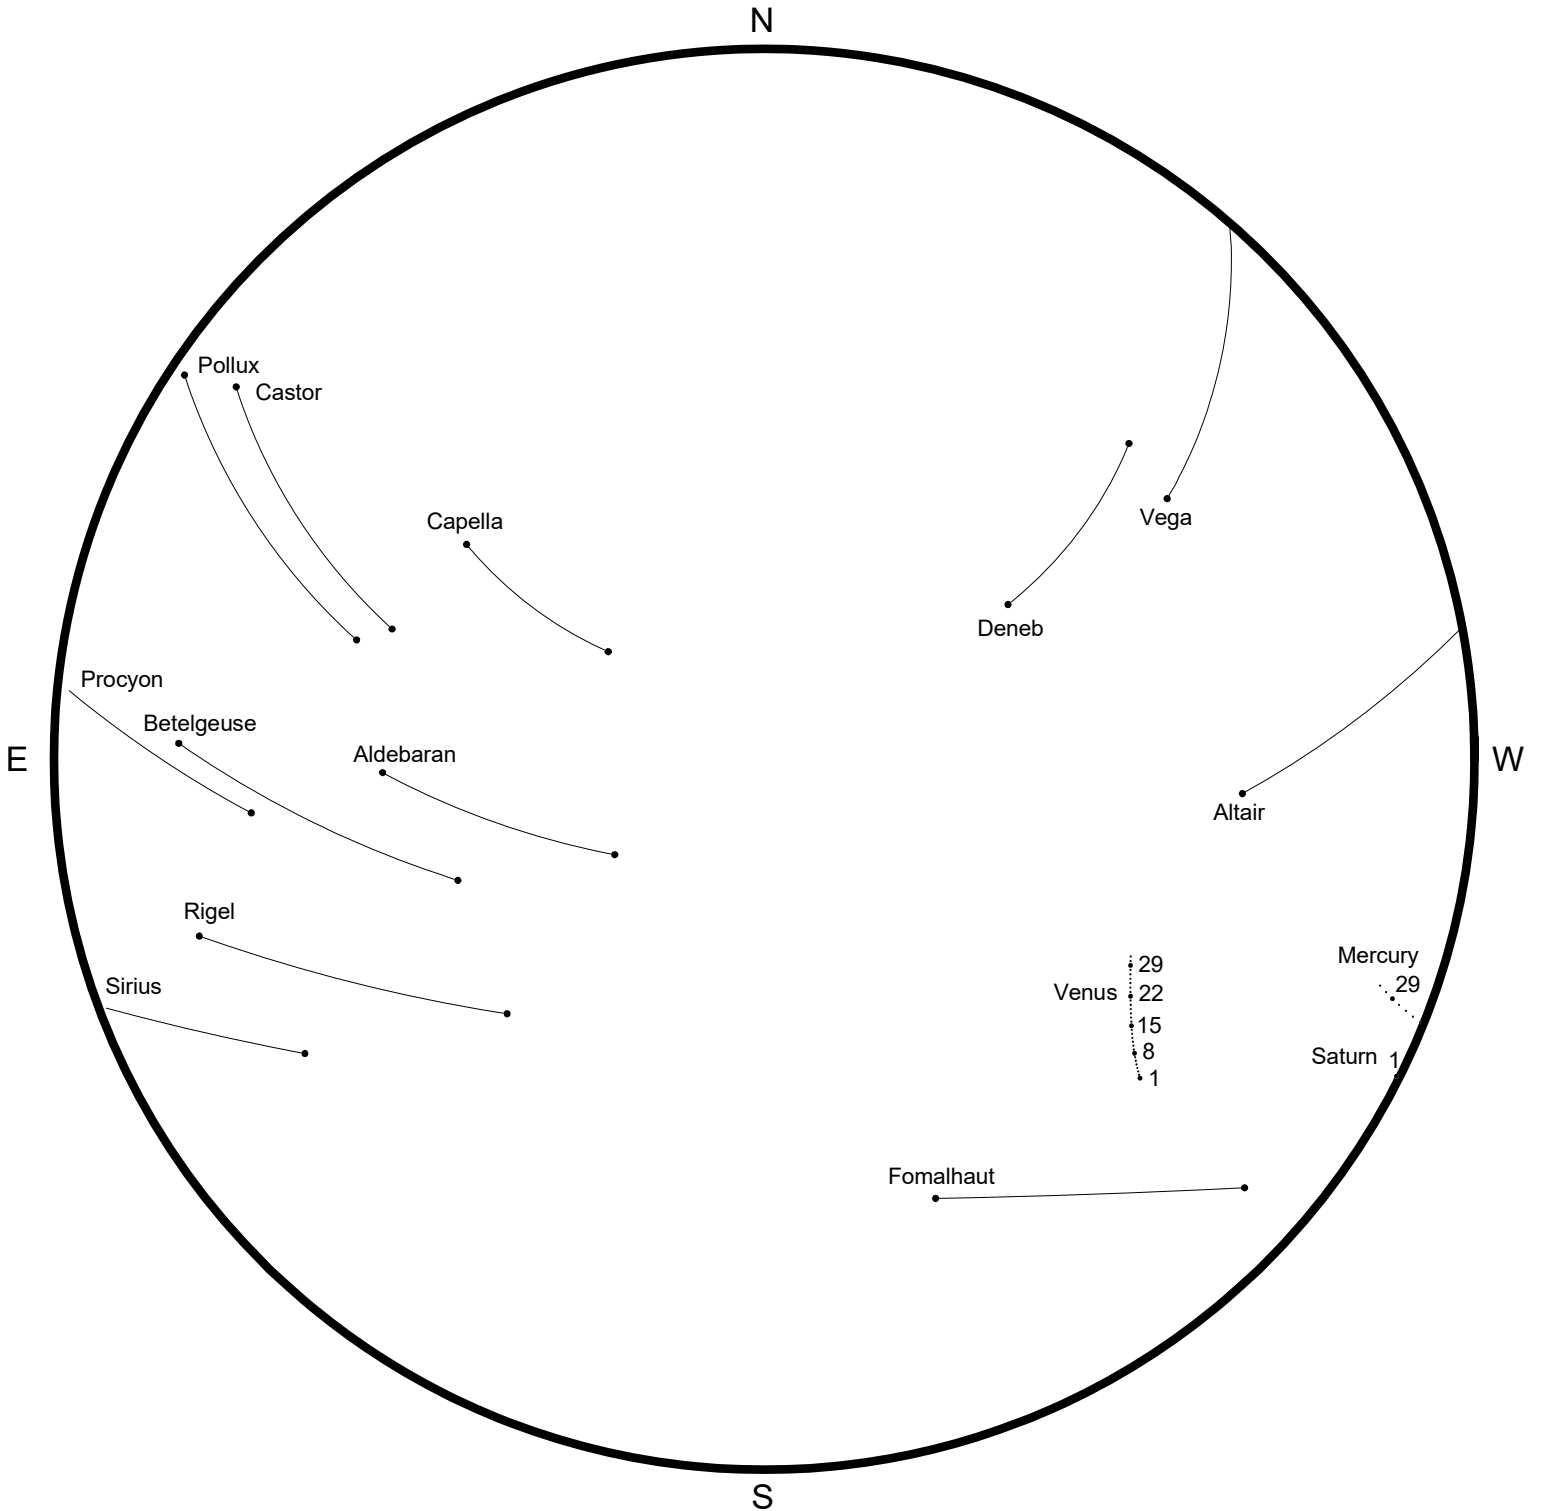 N
Pollux
Castor
Capella
Vega
Deneb
Procyon
Betelgeuse
Aldebaran
E
W
Altair
Rigel
Sirius
Mercury
29
Venus
29
22
15
8
1
Saturn 1
Fomalhaut
S